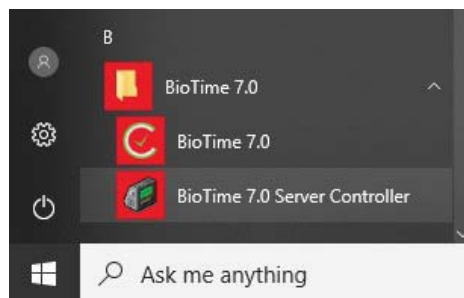 B
BioTime 7.0
BioTime 7.0
BioTime 7.0 Server Controller
Ask me anything